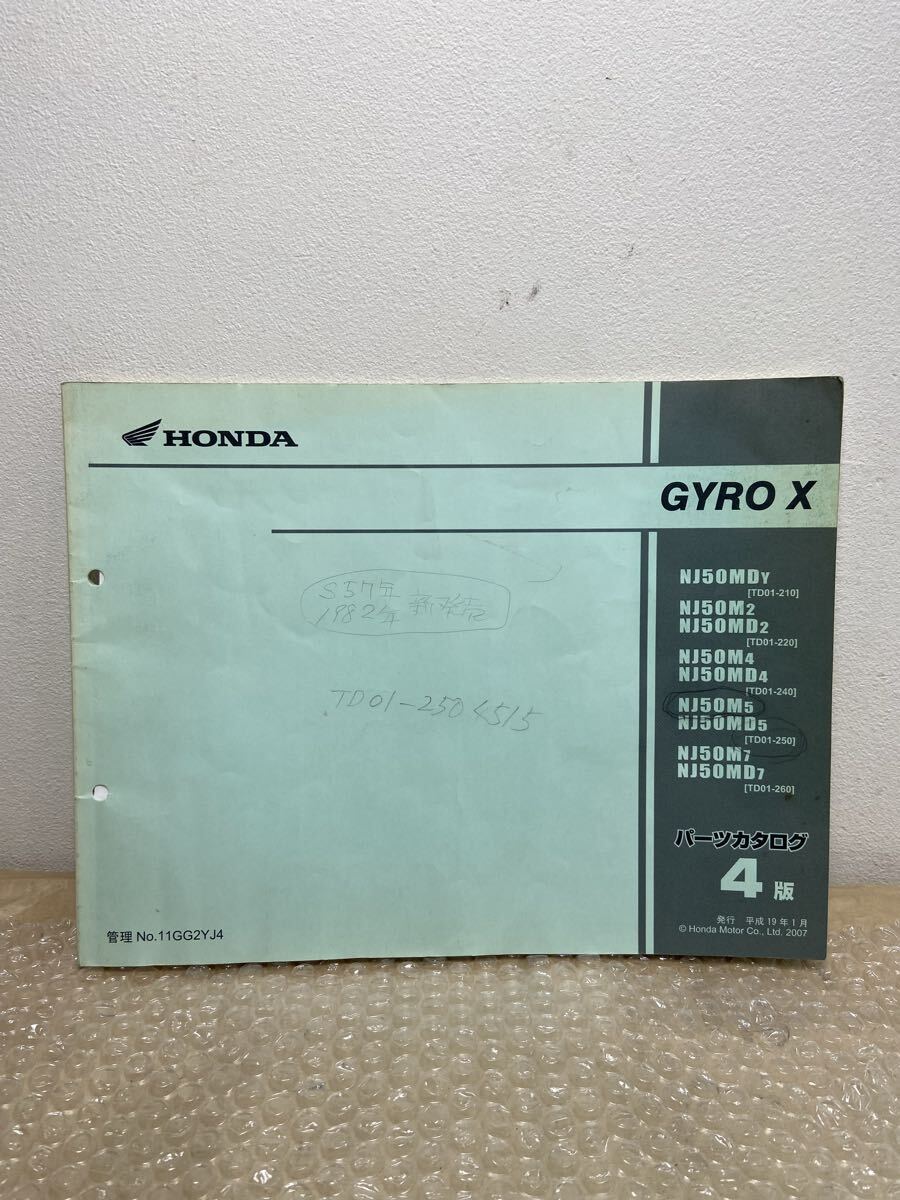 HONDA
GYRO X
S57年
1982年 新発売
TD01-2504515
NJ50MDY
[TD01-210]
NJ50M2
NJ50MD2
[TD01-220]
NJ50M4
NJ50MD4
[TD01-240]
NJ50M5
NJ50MD5
[TD01-250]
NJ50M7
NJ50MD7
[TD01-260]
パーツカタログ
4版
発行 平成19年1月
© Honda Motor Co., Ltd. 2007
管理 No.11GG2YJ4